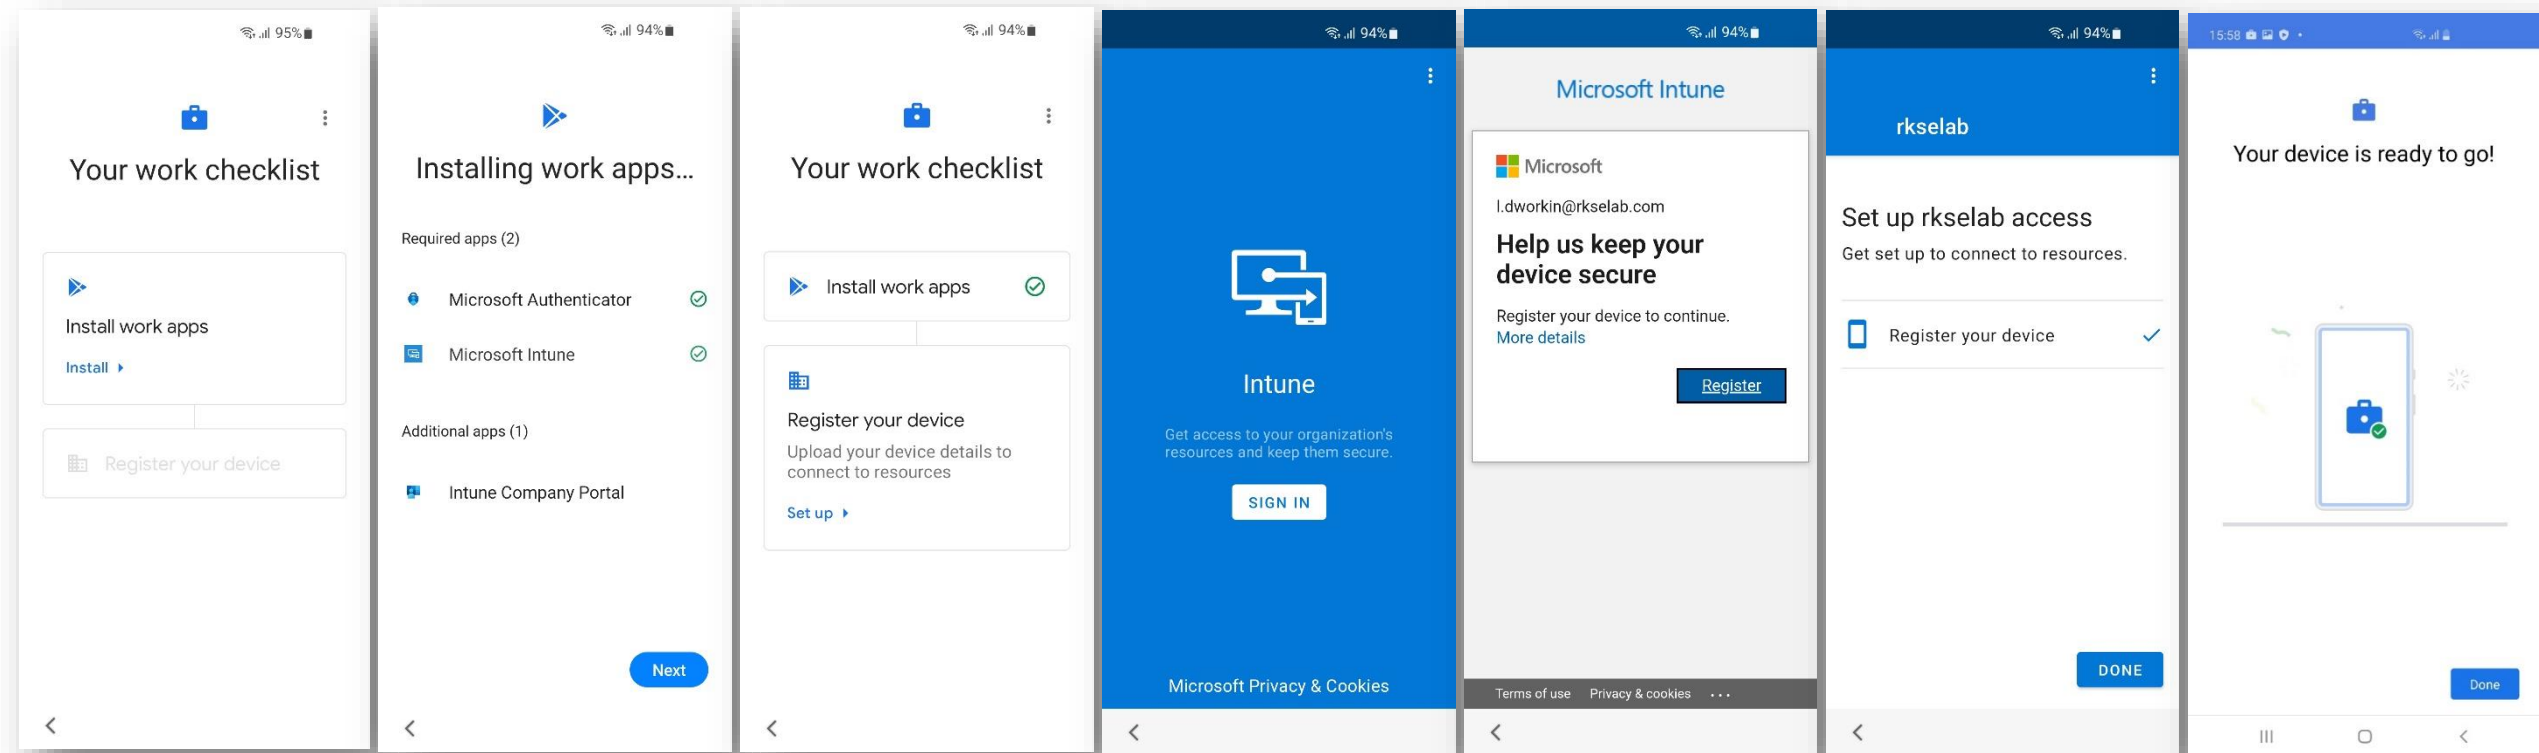 95%
Your work checklist
Install work apps
Install
Register your device
94%
Installing work apps...
Required apps (2)
Microsoft Authenticator
Microsoft Intune
Additional apps (1)
Intune Company Portal
Next
94%
Your work checklist
Install work apps
Register your device
Upload your device details to
connect to resources
Set up
94%
Intune
Get access to your organization's
resources and keep them secure.
SIGN IN
Microsoft Privacy & Cookies
94%
Microsoft Intune
Microsoft
l.dworkin@rkselab.com
Help us keep your
device secure
Register your device to continue.
More details
Register
Terms of use Privacy & cookies ...
94%
rkselab
Set up rkselab access
Get set up to connect to resources.
Register your device
DONE
15:58
Your device is ready to go!
Done